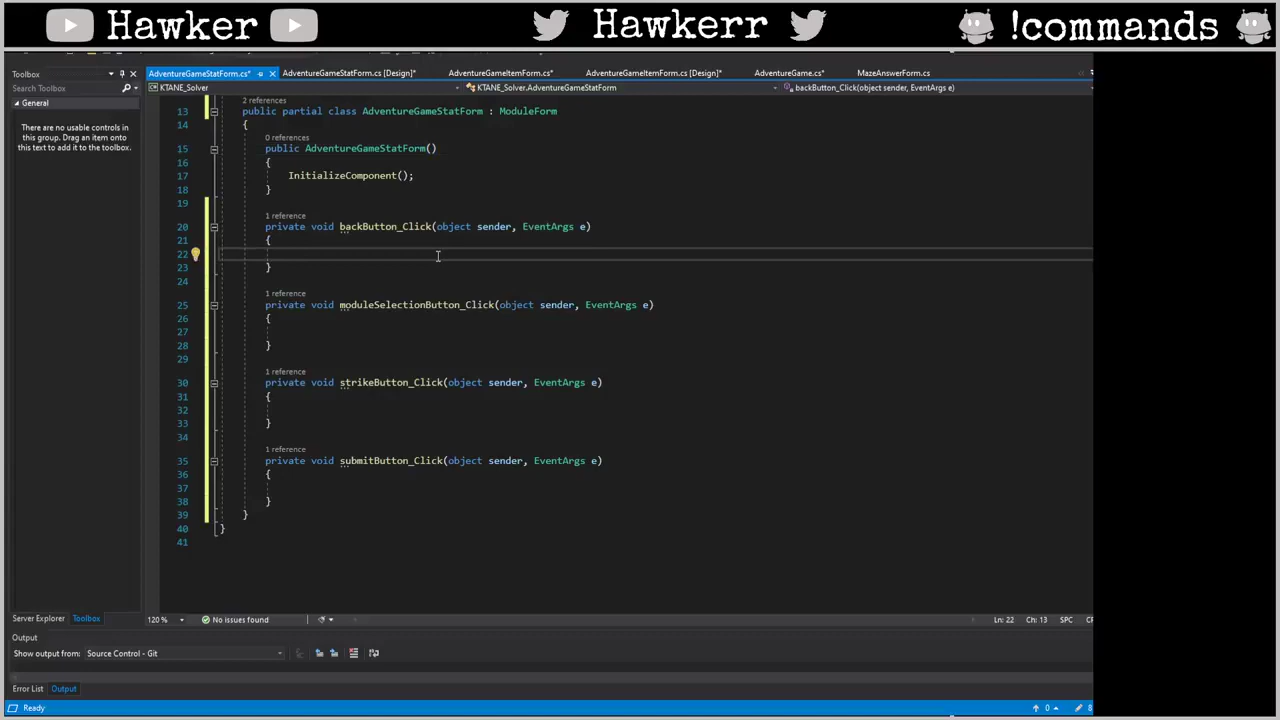 Hawker
Hawkerr
!commands
Toolbox
AdventureGameStatForm.cs*
AdventureGameStatForm.cs [Design]*
AdventureGameItemForm.cs*
AdventureGameItemForm.cs [Design]*
AdventureGame.cs*
MazeAnswerForm.cs
Search Toolbox
KTANE_Solver
KTANE_Solver.AdventureGameStatForm
backButton_Click(object sender, EventArgs e)
General
There are no usable controls in
this group. Drag an item onto
this text to add it to the toolbox.
2 references
13 public partial class AdventureGameStatForm : ModuleForm
14 {
0 references
15 public AdventureGameStatForm()
16 {
17 InitializeComponent();
18 }
19
1 reference
20 private void backButton_Click(object sender, EventArgs e)
21 {
22
23 }
24
1 reference
25 private void moduleSelectionButton_Click(object sender, EventArgs e)
26 {
27
28 }
29
1 reference
30 private void strikeButton_Click(object sender, EventArgs e)
31 {
32
33 }
34
1 reference
35 private void submitButton_Click(object sender, EventArgs e)
36 {
37
38 }
39 }
40 }
41
Server Explorer Toolbox
120 %
No issues found
Ln: 22 Ch: 13 SPC
Output
Show output from: Source Control - Git
Error List Output
Ready
0
8